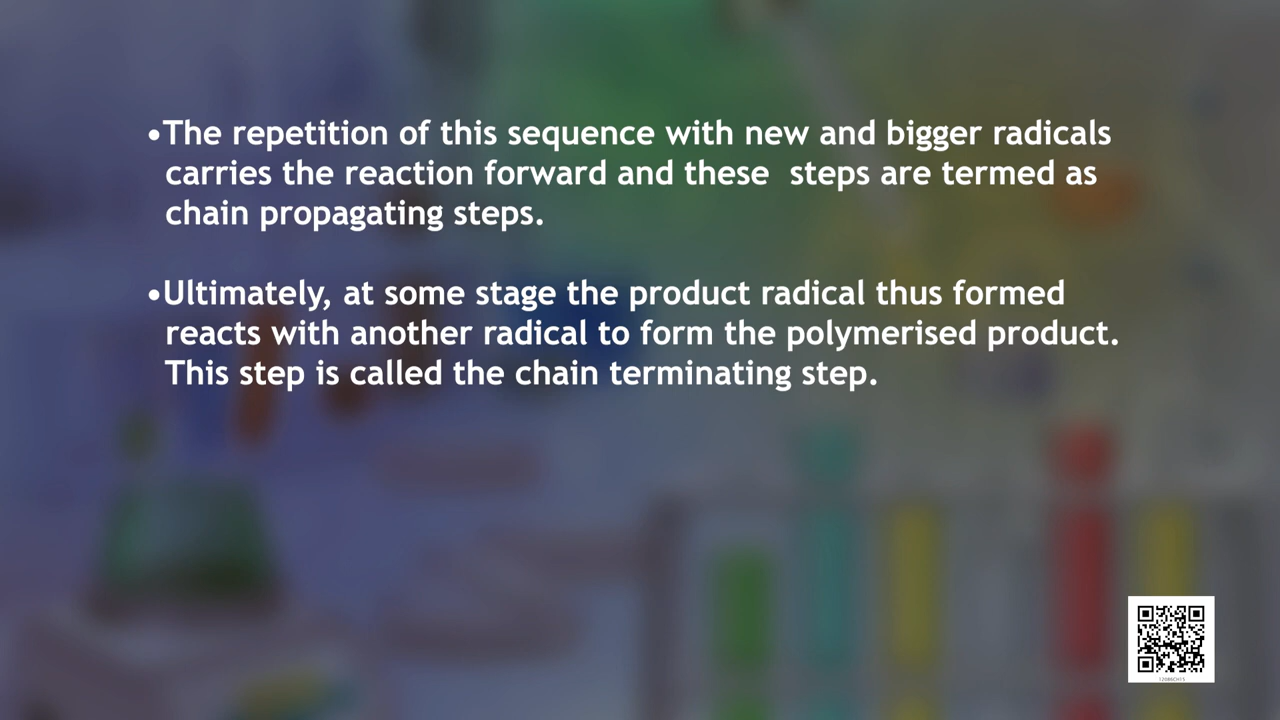 •The repetition of this sequence with new and bigger radicals
carries the reaction forward and these  steps are termed as
chain propagating steps.
•Ultimately, at some stage the product radical thus formed
reacts with another radical to form the polymerised product.
This step is called the chain terminating step.